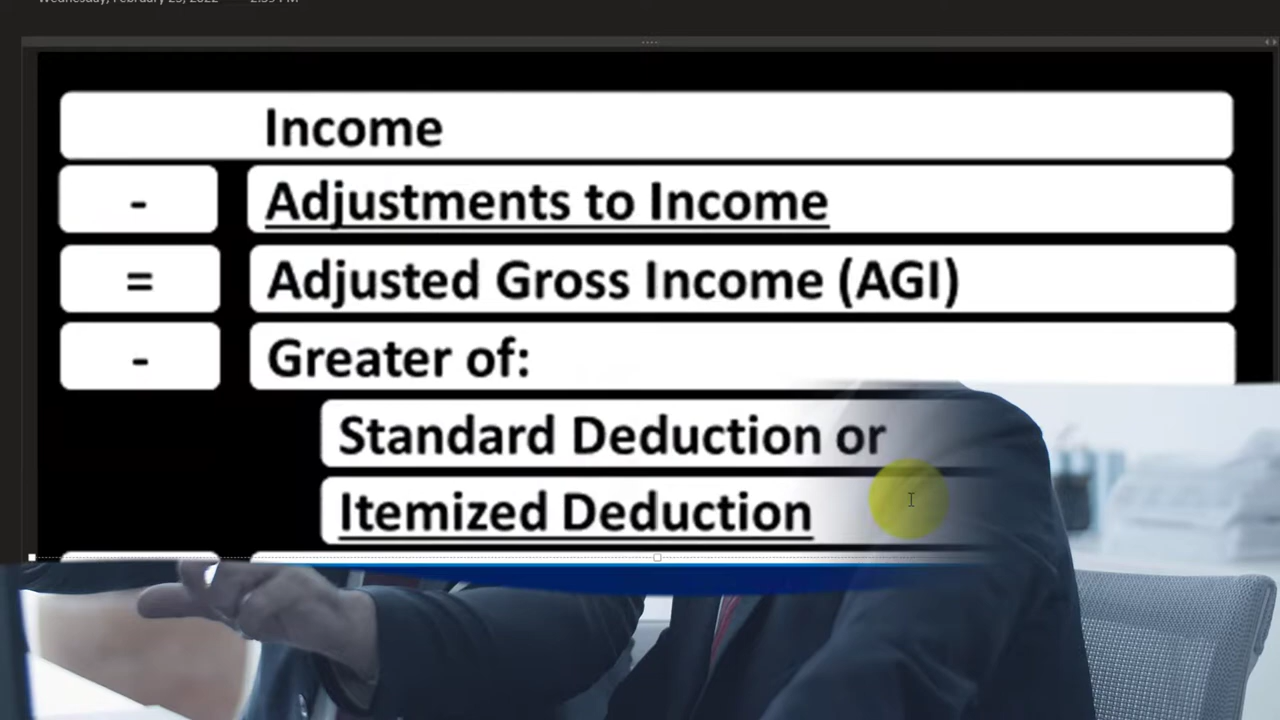 Income
- Adjustments to Income
= Adjusted Gross Income (AGI)
- Greater of:
Standard Deduction or
Itemized Deduction